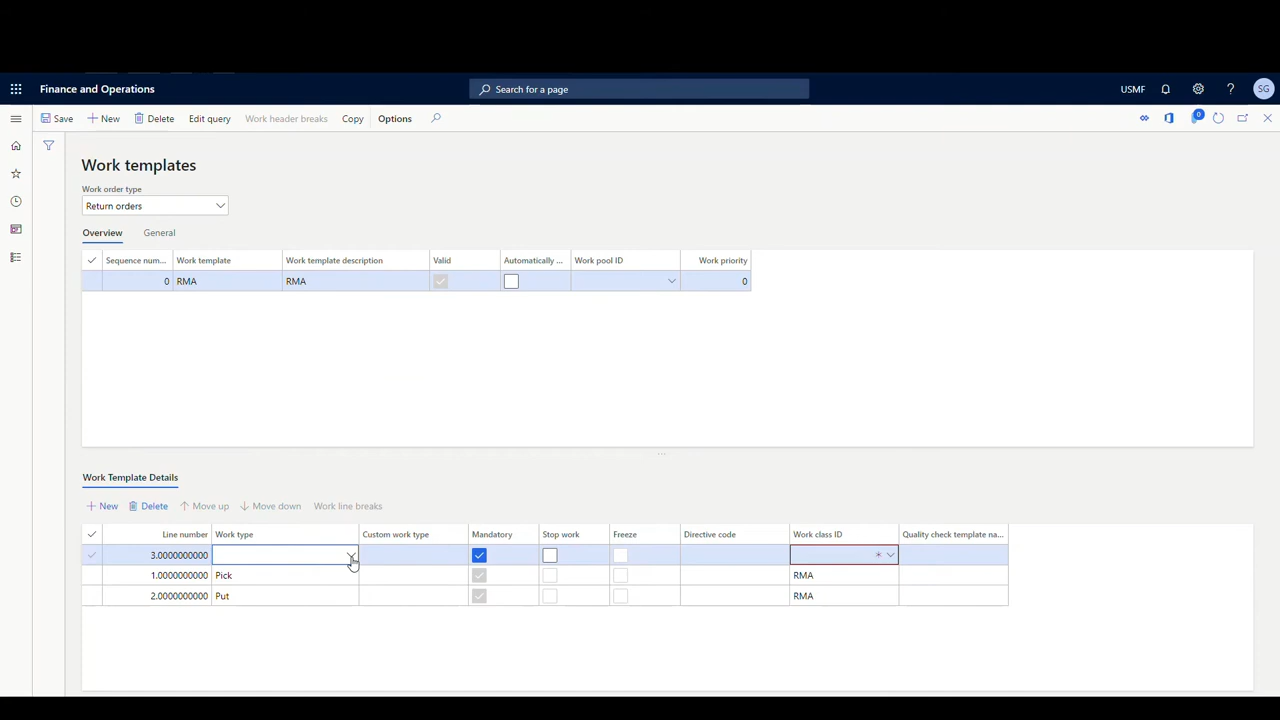 Finance and Operations
Search for a page
USMF
SG
Save
New
Delete
Edit query
Work header breaks
Copy
Options
0
Work templates
Work order type
Return orders
Overview
General
Sequence num...
Work template
Work template description
Valid
Automatically ...
Work pool ID
Work priority
0
RMA
RMA
0
Work Template Details
New
Delete
Move up
Move down
Work line breaks
Line number
Work type
Custom work type
Mandatory
Stop work
Freeze
Directive code
Work class ID
Quality check template na...
3.0000000000
*
1.0000000000
Pick
RMA
2.0000000000
Put
RMA